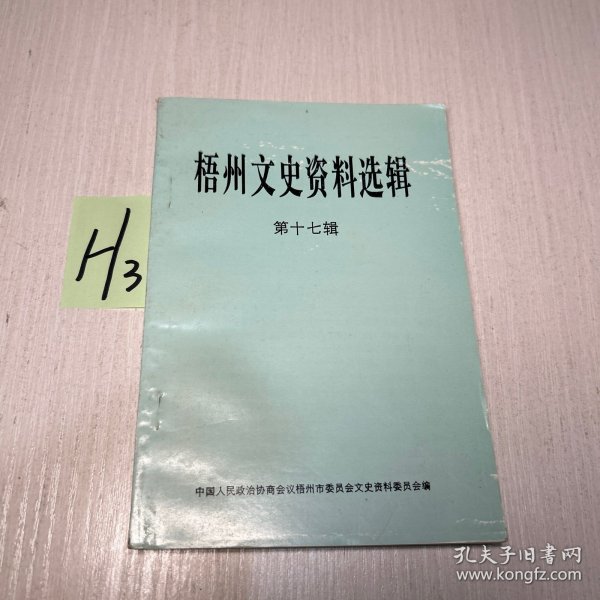 梧州文史资料选辑
第十七辑
H3
中国人民政治协商会议梧州市委员会文史资料委员会编
孔夫子旧书网
www.kongfz.com